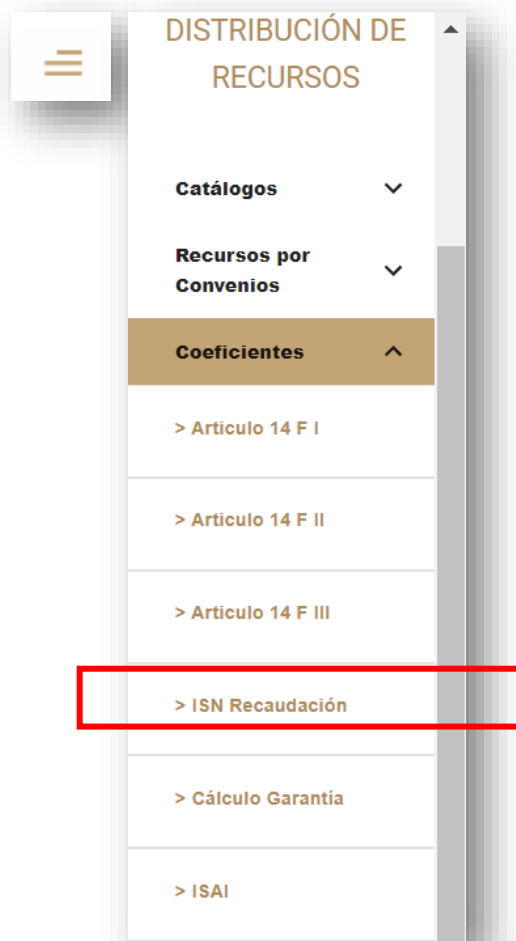 DISTRIBUCIÓN DE
RECURSOS
Catálogos
Recursos por
Convenios
Coeficientes
> Articulo 14 F I
> Articulo 14 F II
> Articulo 14 F III
> ISN Recaudación
> Cálculo Garantía
> ISAI